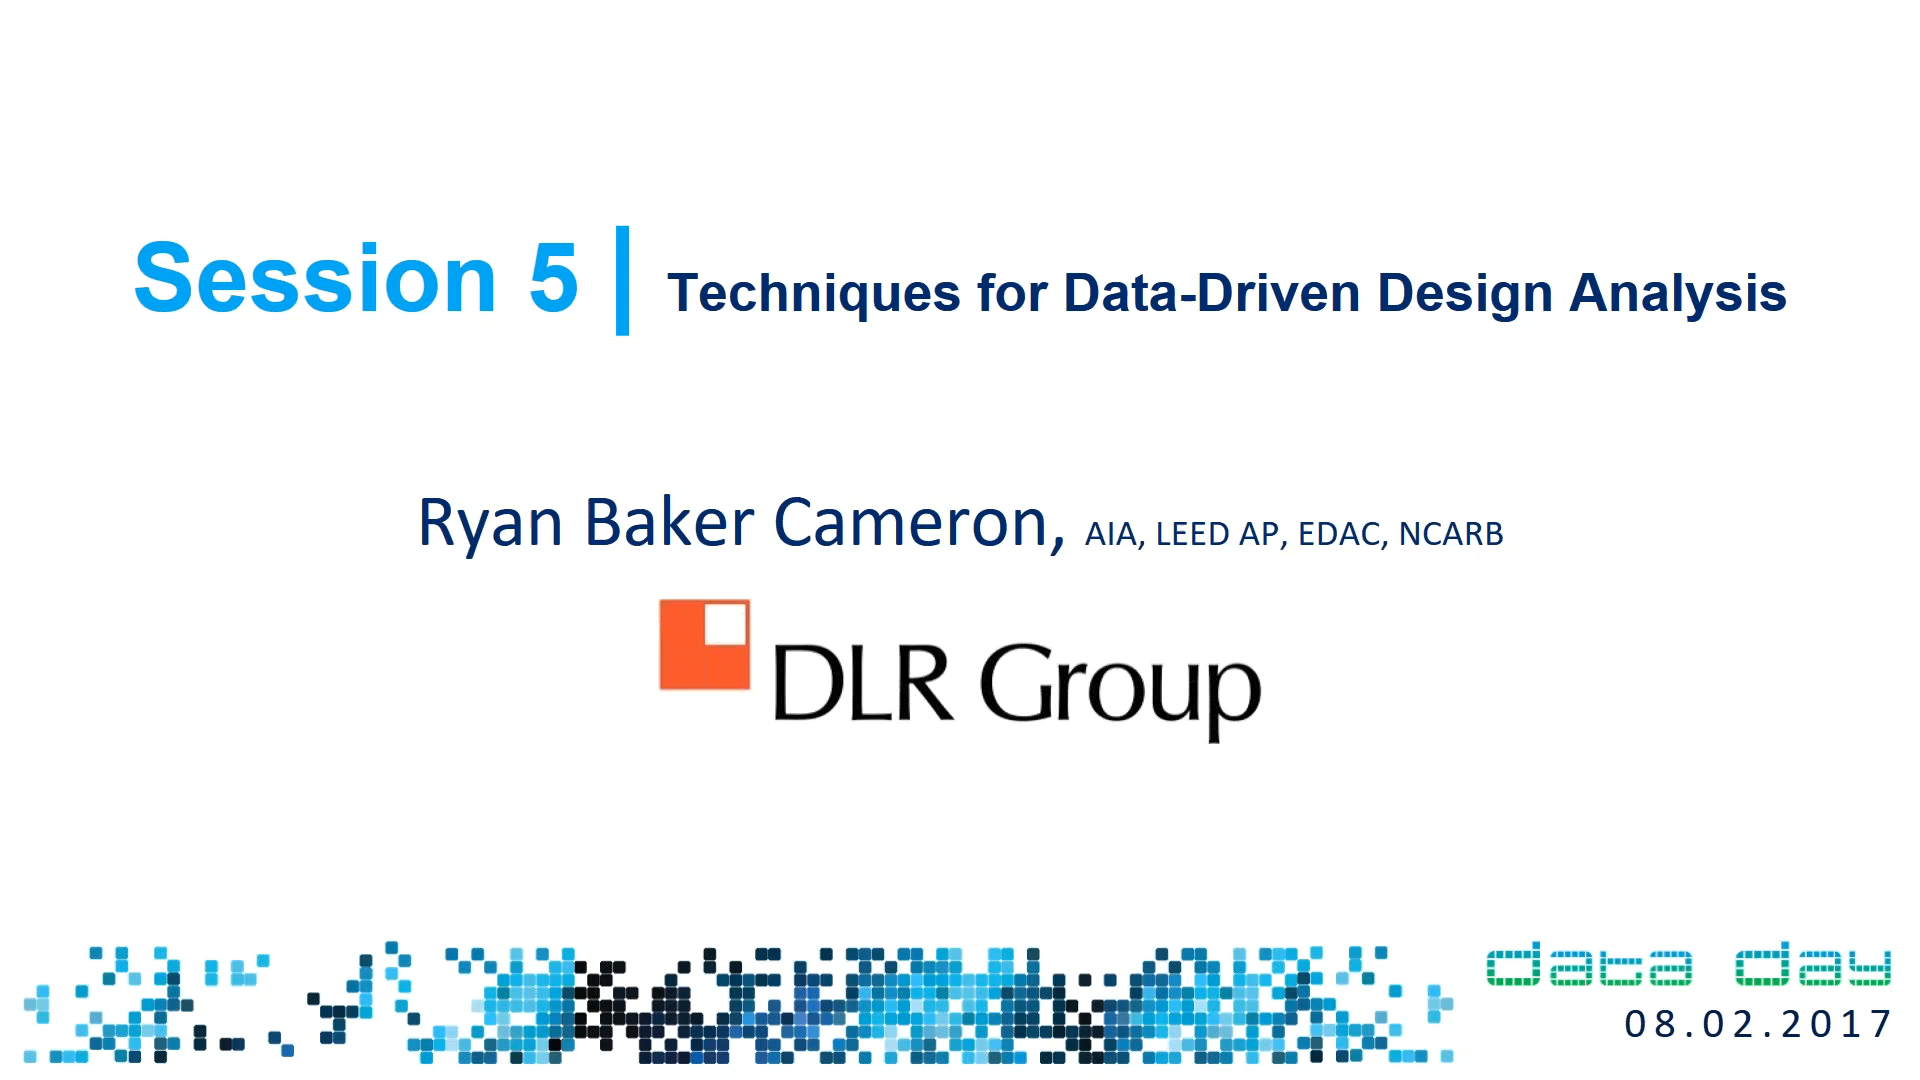 Session 5 | Techniques for Data-Driven Design Analysis
Ryan Baker Cameron, AIA, LEED AP, EDAC, NCARB
DLR Group
data day
08.02.2017